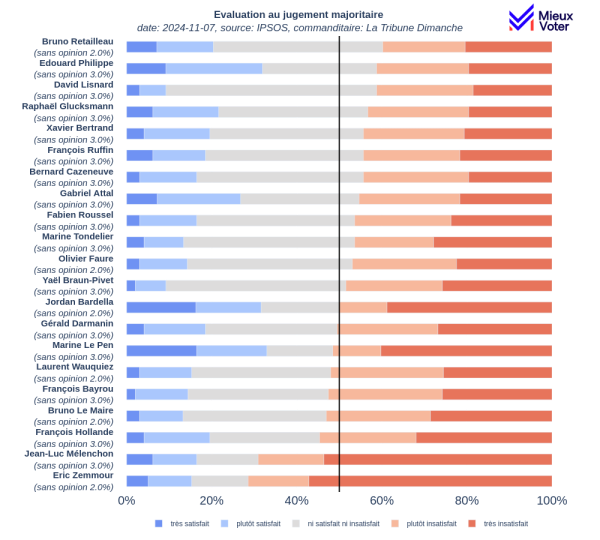 Evaluation au jugement majoritaire
date: 2024-11-07, source: IPSOS, commanditaire: La Tribune Dimanche
Mieux
Voter
Bruno Retailleau
(sans opinion 2.0%)
Edouard Philippe
(sans opinion 3.0%)
David Lisnard
(sans opinion 3.0%)
Raphaël Glucksmann
(sans opinion 3.0%)
Xavier Bertrand
(sans opinion 3.0%)
François Ruffin
(sans opinion 3.0%)
Bernard Cazeneuve
(sans opinion 3.0%)
Gabriel Attal
(sans opinion 3.0%)
Fabien Roussel
(sans opinion 3.0%)
Marine Tondelier
(sans opinion 3.0%)
Olivier Faure
(sans opinion 2.0%)
Yaël Braun-Pivet
(sans opinion 3.0%)
Jordan Bardella
(sans opinion 2.0%)
Gérald Darmanin
(sans opinion 3.0%)
Marine Le Pen
(sans opinion 3.0%)
Laurent Wauquiez
(sans opinion 2.0%)
François Bayrou
(sans opinion 3.0%)
Bruno Le Maire
(sans opinion 2.0%)
François Hollande
(sans opinion 3.0%)
Jean-Luc Mélenchon
(sans opinion 3.0%)
Eric Zemmour
(sans opinion 2.0%)
0% 20% 40% 60% 80% 100%
très satisfait plutôt satisfait ni satisfait ni insatisfait plutôt insatisfait très insatisfait